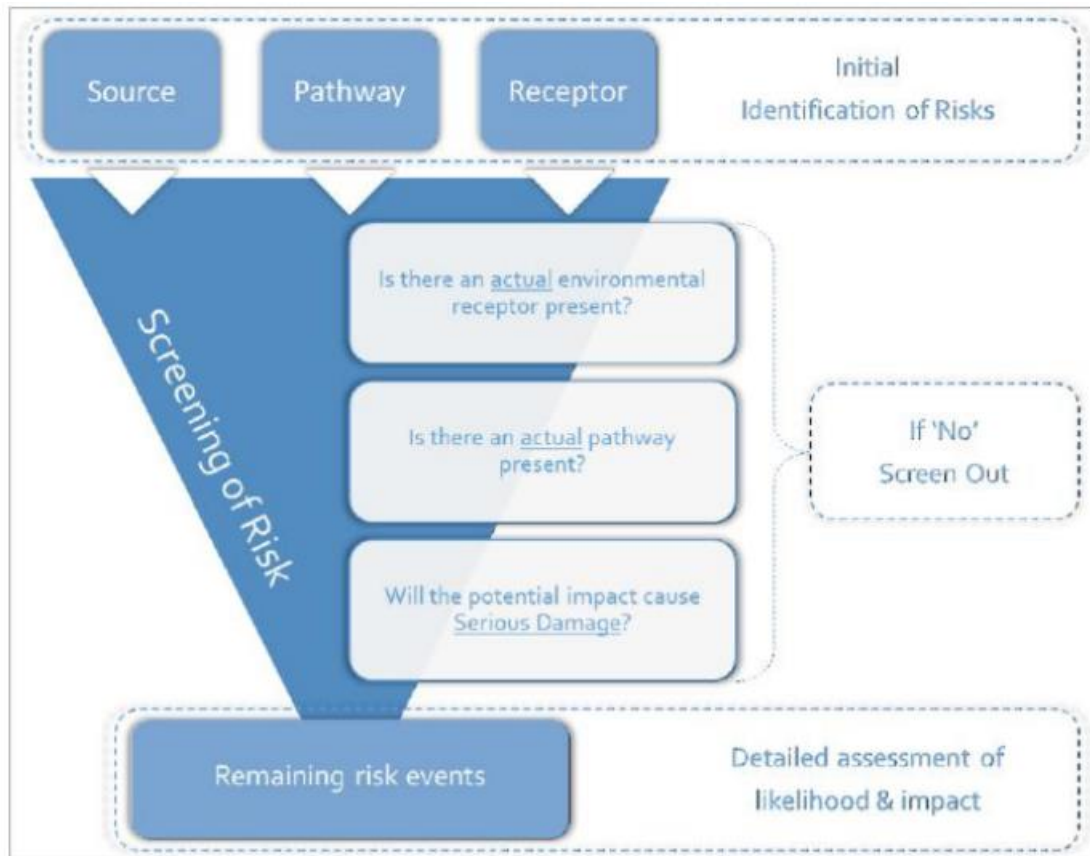 Source
Pathway
Receptor
Initial
Identification of Risks
Screening of Risk
Is there an actual environmental
receptor present?
Is there an actual pathway
present?
Will the potential impact cause
Serious Damage?
If ‘No’
Screen Out
Remaining risk events
Detailed assessment of
likelihood & impact